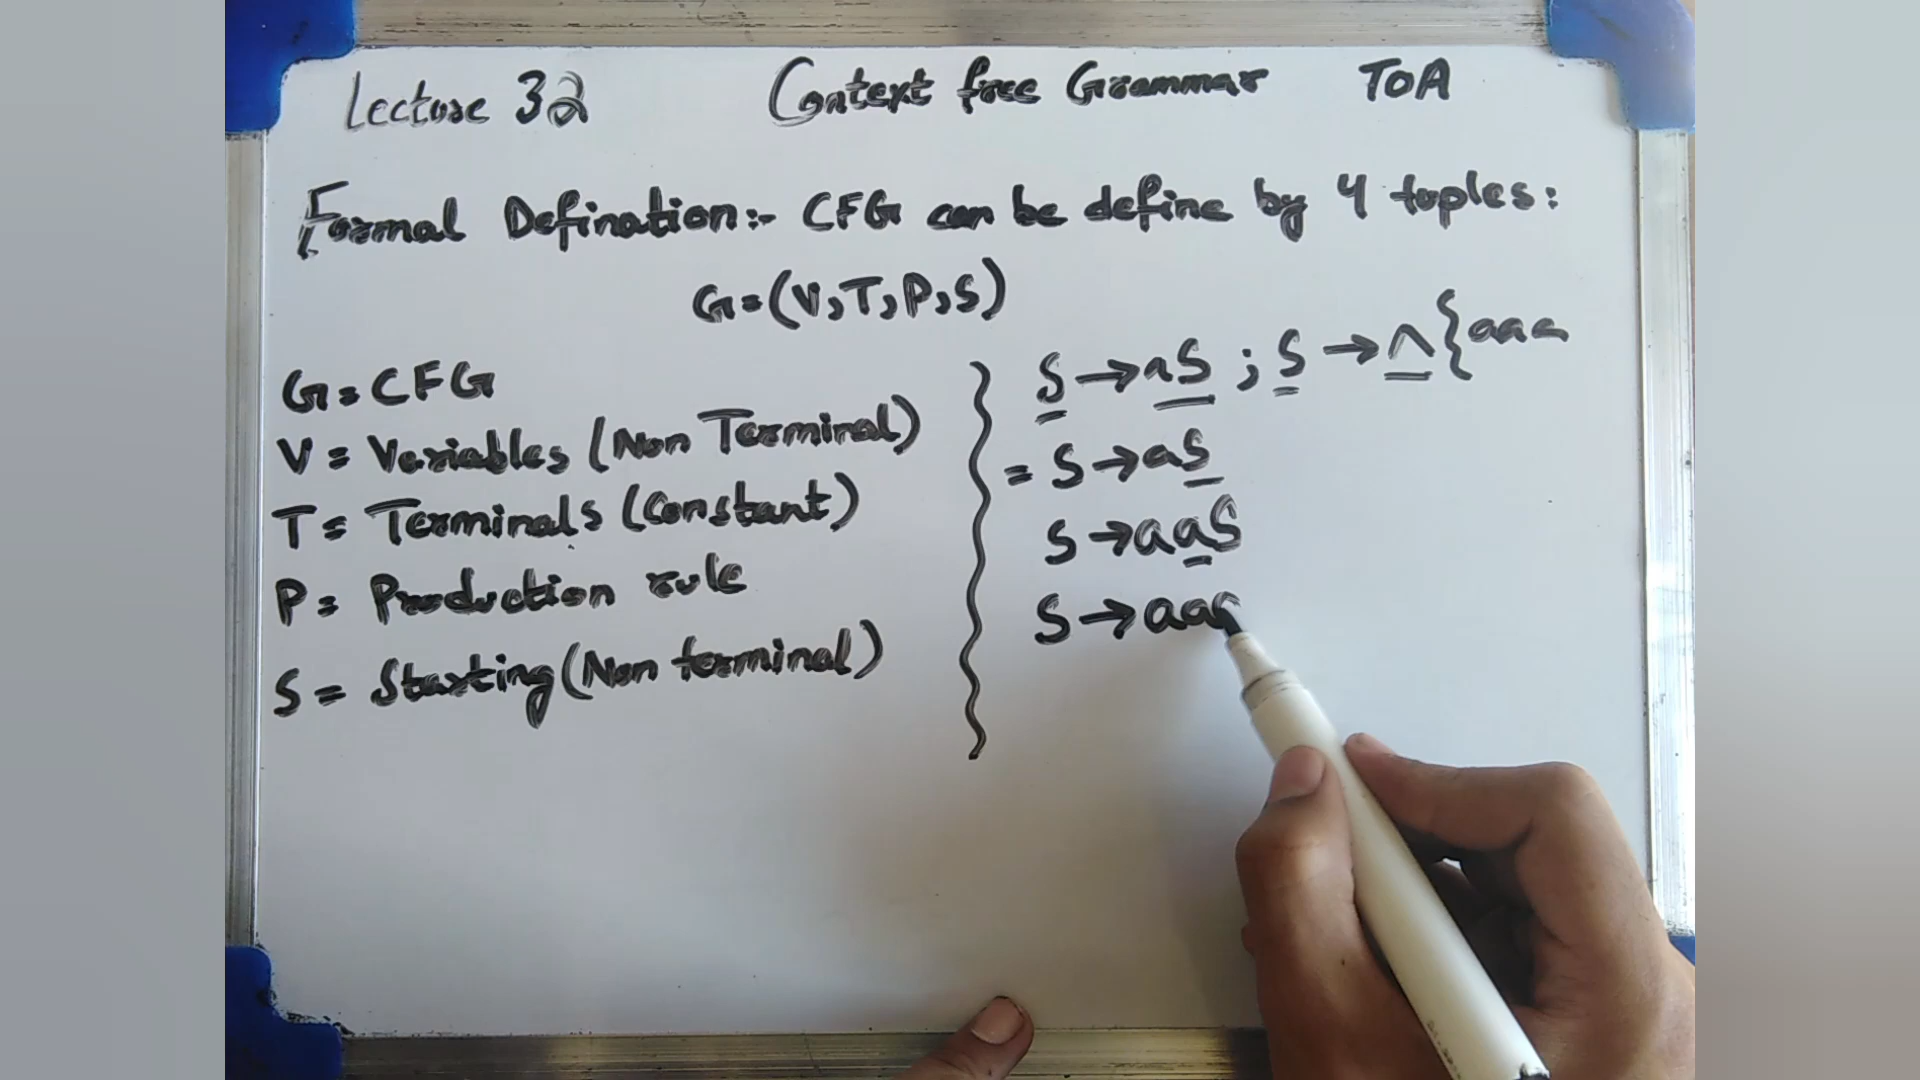 Lecture 32 Context free Grammar TOA
Formal Defination:- CFG can be define by 4 tuples:
G=(V,T,P,S)
G=CFG
V = Variables (Non Terminal)
T= Terminals (Constant)
P= Production rule
S = Starting (Non terminal)
S→aS ; S→^{aaa
= S→aS
S→aaS
S→aaa